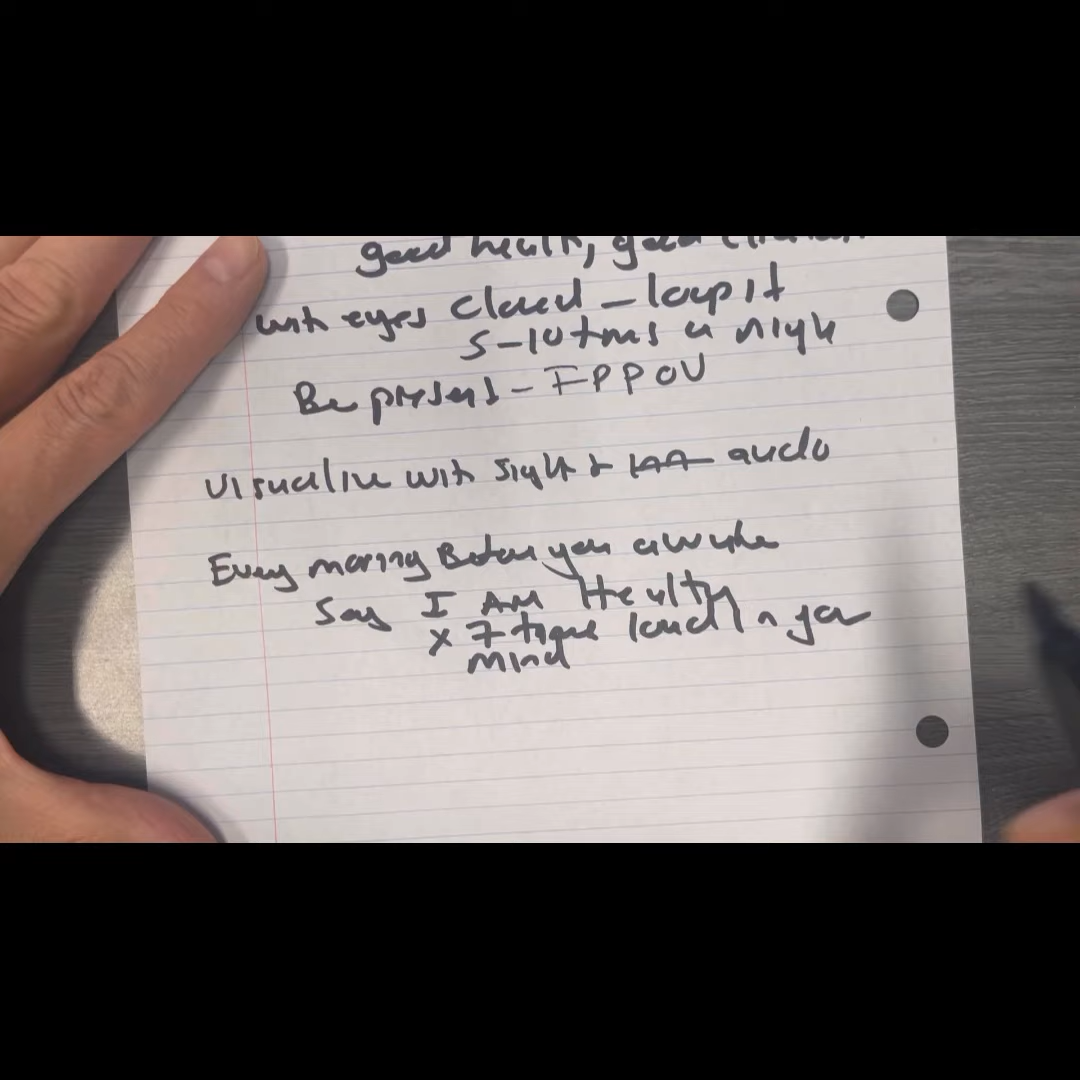 good health, good
with eyes closed - loop it
5-10 times a night
Be present - FPPOV
Visualize with sight & audio
Every morning Before you awake
Say I AM Healthy
x 7 times loud in your
mind